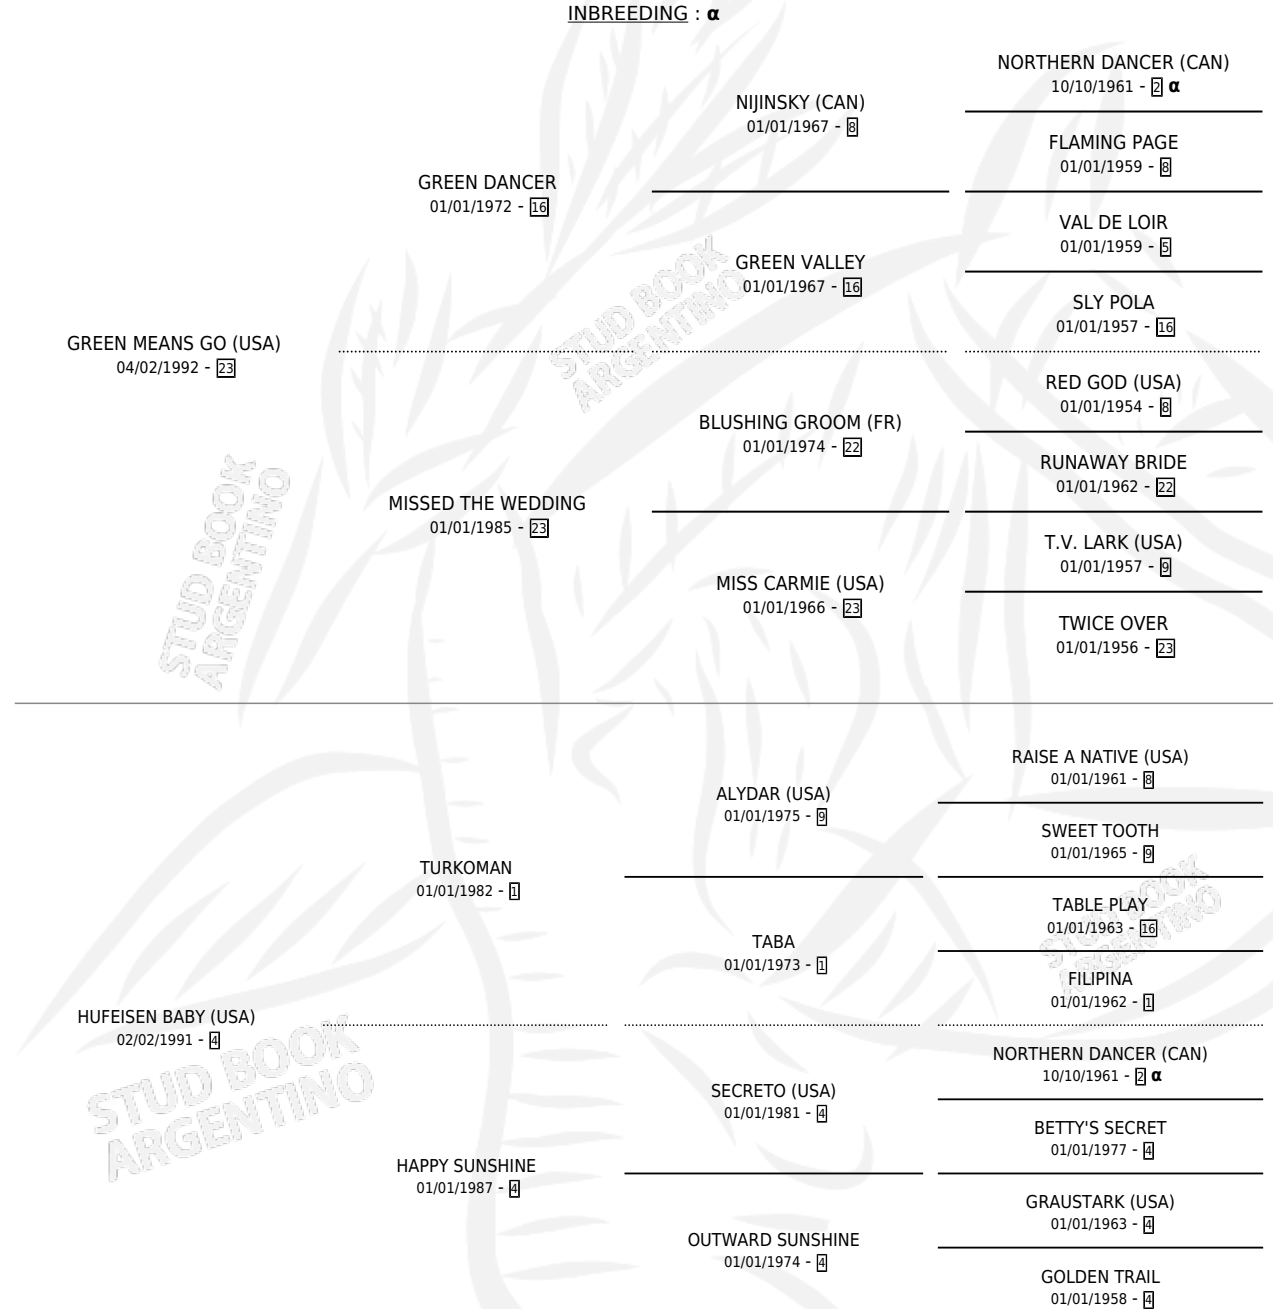 INBREEDING : α
NORTHERN DANCER (CAN)
10/10/1961 - 2 α
NIJINSKY (CAN)
01/01/1967 - 8
FLAMING PAGE
01/01/1959 - 8
GREEN DANCER
01/01/1972 - 16
VAL DE LOIR
01/01/1959 - 5
GREEN VALLEY
01/01/1967 - 16
SLY POLA
01/01/1957 - 16
GREEN MEANS GO (USA)
04/02/1992 - 23
RED GOD (USA)
01/01/1954 - 8
BLUSHING GROOM (FR)
01/01/1974 - 22
RUNAWAY BRIDE
01/01/1962 - 22
MISSED THE WEDDING
01/01/1985 - 23
T.V. LARK (USA)
01/01/1957 - 9
MISS CARMIE (USA)
01/01/1966 - 23
TWICE OVER
01/01/1956 - 23
RAISE A NATIVE (USA)
01/01/1961 - 8
ALYDAR (USA)
01/01/1975 - 9
SWEET TOOTH
01/01/1965 - 9
TURKOMAN
01/01/1982 - 1
TABLE PLAY
01/01/1963 - 16
TABA
01/01/1973 - 1
FILIPINA
01/01/1962 - 1
HUFEISEN BABY (USA)
02/02/1991 - 4
NORTHERN DANCER (CAN)
10/10/1961 - 2 α
SECRETO (USA)
01/01/1981 - 4
BETTY'S SECRET
01/01/1977 - 4
HAPPY SUNSHINE
01/01/1987 - 4
GRAUSTARK (USA)
01/01/1963 - 4
OUTWARD SUNSHINE
01/01/1974 - 4
GOLDEN TRAIL
01/01/1958 - 4
STUD BOOK
ARGENTINO
STUD BOOK
ARGENTINO
STUD BOOK
ARGENTINO
STUD BOOK
ARGENTINO